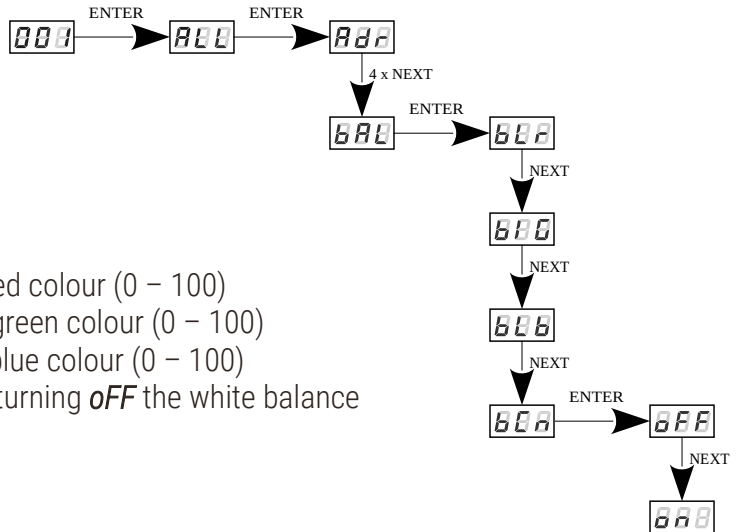 ENTER ENTER
001 ALL Adr
4 x NEXT
ENTER
bAL bLr
NEXT
bLG
NEXT
ed colour (0 – 100)
green colour (0 – 100)
blue colour (0 – 100)
turning oFF the white balance
bLb
NEXT
ENTER
bCn oFF
NEXT
on